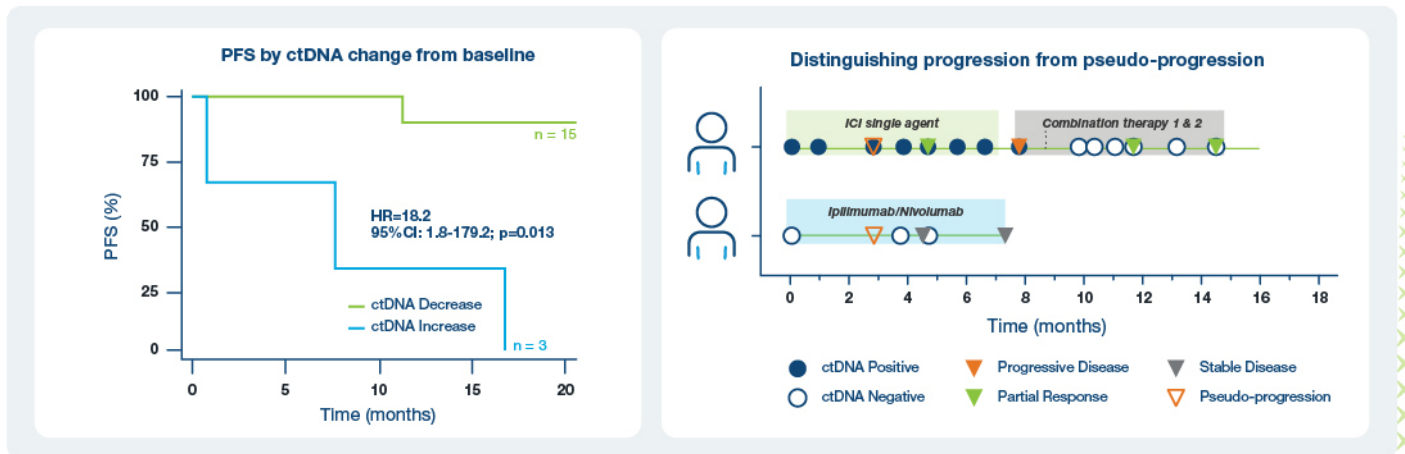 PFS by ctDNA change from baseline
PFS (%)
100
75
50
25
0
n = 15
HR=18.2
95%CI: 1.8-179.2; p=0.013
ctDNA Decrease
ctDNA Increase
n = 3
0 5 10 15 20
Time (months)
Distinguishing progression from pseudo-progression
ICI single agent
Combination therapy 1 & 2
Ipilimumab/Nivolumab
0 2 4 6 8 10 12 14 16 18
Time (months)
ctDNA Positive
Progressive Disease
Stable Disease
ctDNA Negative
Partial Response
Pseudo-progression